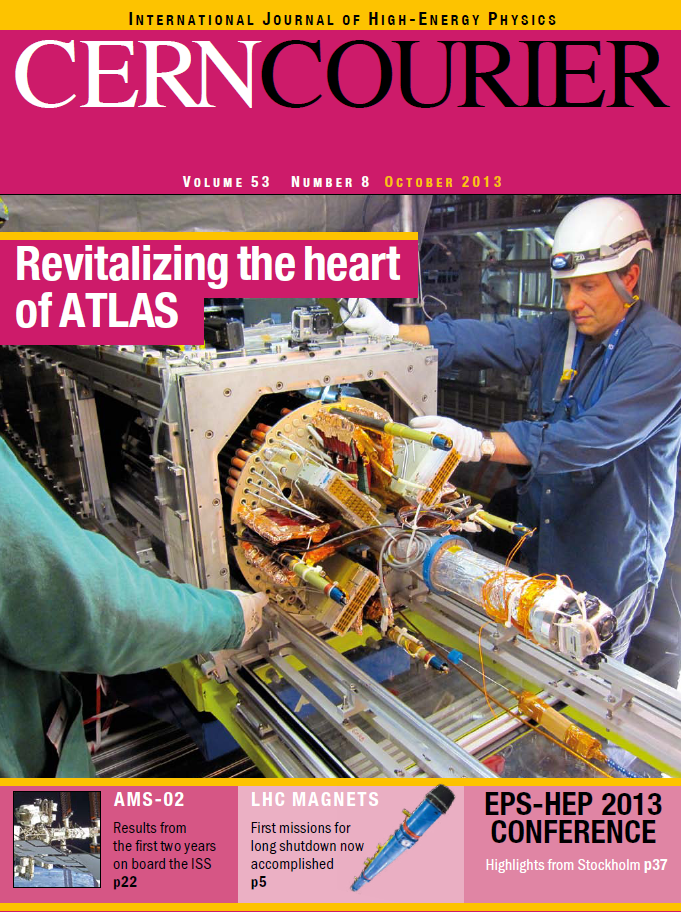 INTERNATIONAL JOURNAL OF HIGH-ENERGY PHYSICS
CERNCOURIER
VOLUME 53 NUMBER 8 OCTOBER 2013
Revitalizing the heart
of ATLAS
AMS-02
Results from
the first two years
on board the ISS
p22
LHC MAGNETS
First missions for
long shutdown now
accomplished
p5
EPS-HEP 2013
CONFERENCE
Highlights from Stockholm p37